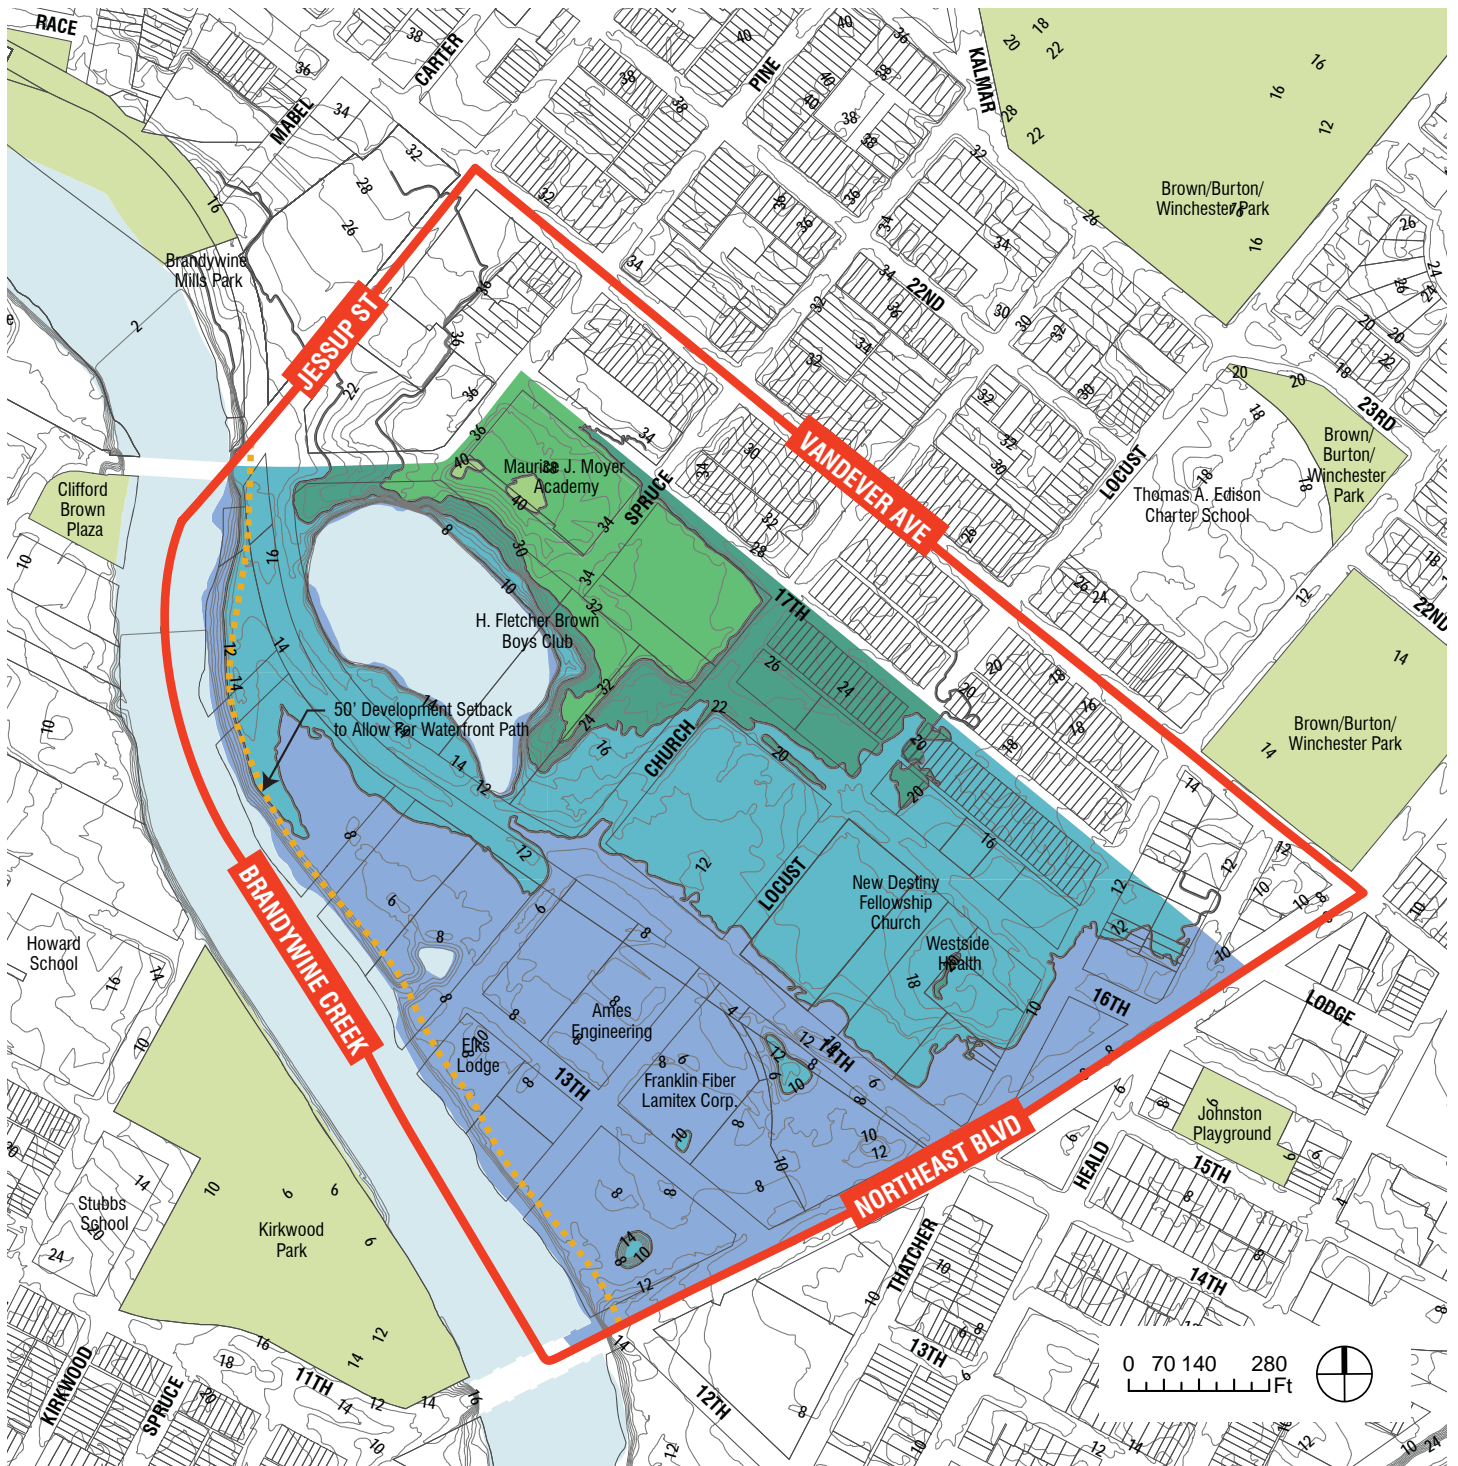 RACE
MABEL
CARTER
PINE
KALMAR
Brown/Burton/
Winchester Park
Brandywine
Mills Park
JESSUP ST
22ND
23RD
Clifford
Brown
Plaza
Maurice J. Moyer
Academy
SPRUCE
VANDEVER AVE
LOCUST
Thomas A. Edison
Charter School
Brown/
Burton/
Winchester
Park
22ND
17TH
H. Fletcher Brown
Boys Club
50' Development Setback
to Allow For Waterfront Path
CHURCH
Brown/Burton/
Winchester Park
BRANDYWINE CREEK
LOCUST
New Destiny
Fellowship
Church
Westside
Health
Howard
School
16TH
LODGE
Ames
Engineering
Elks
Lodge
13TH
14TH
Franklin Fiber
Lamitex Corp.
NORTHEAST BLVD
Johnston
Playground
15TH
HEALD
Stubbs
School
Kirkwood
Park
THATCHER
14TH
13TH
12TH
11TH
KIRKWOOD
SPRUCE
0 70 140 280
Ft